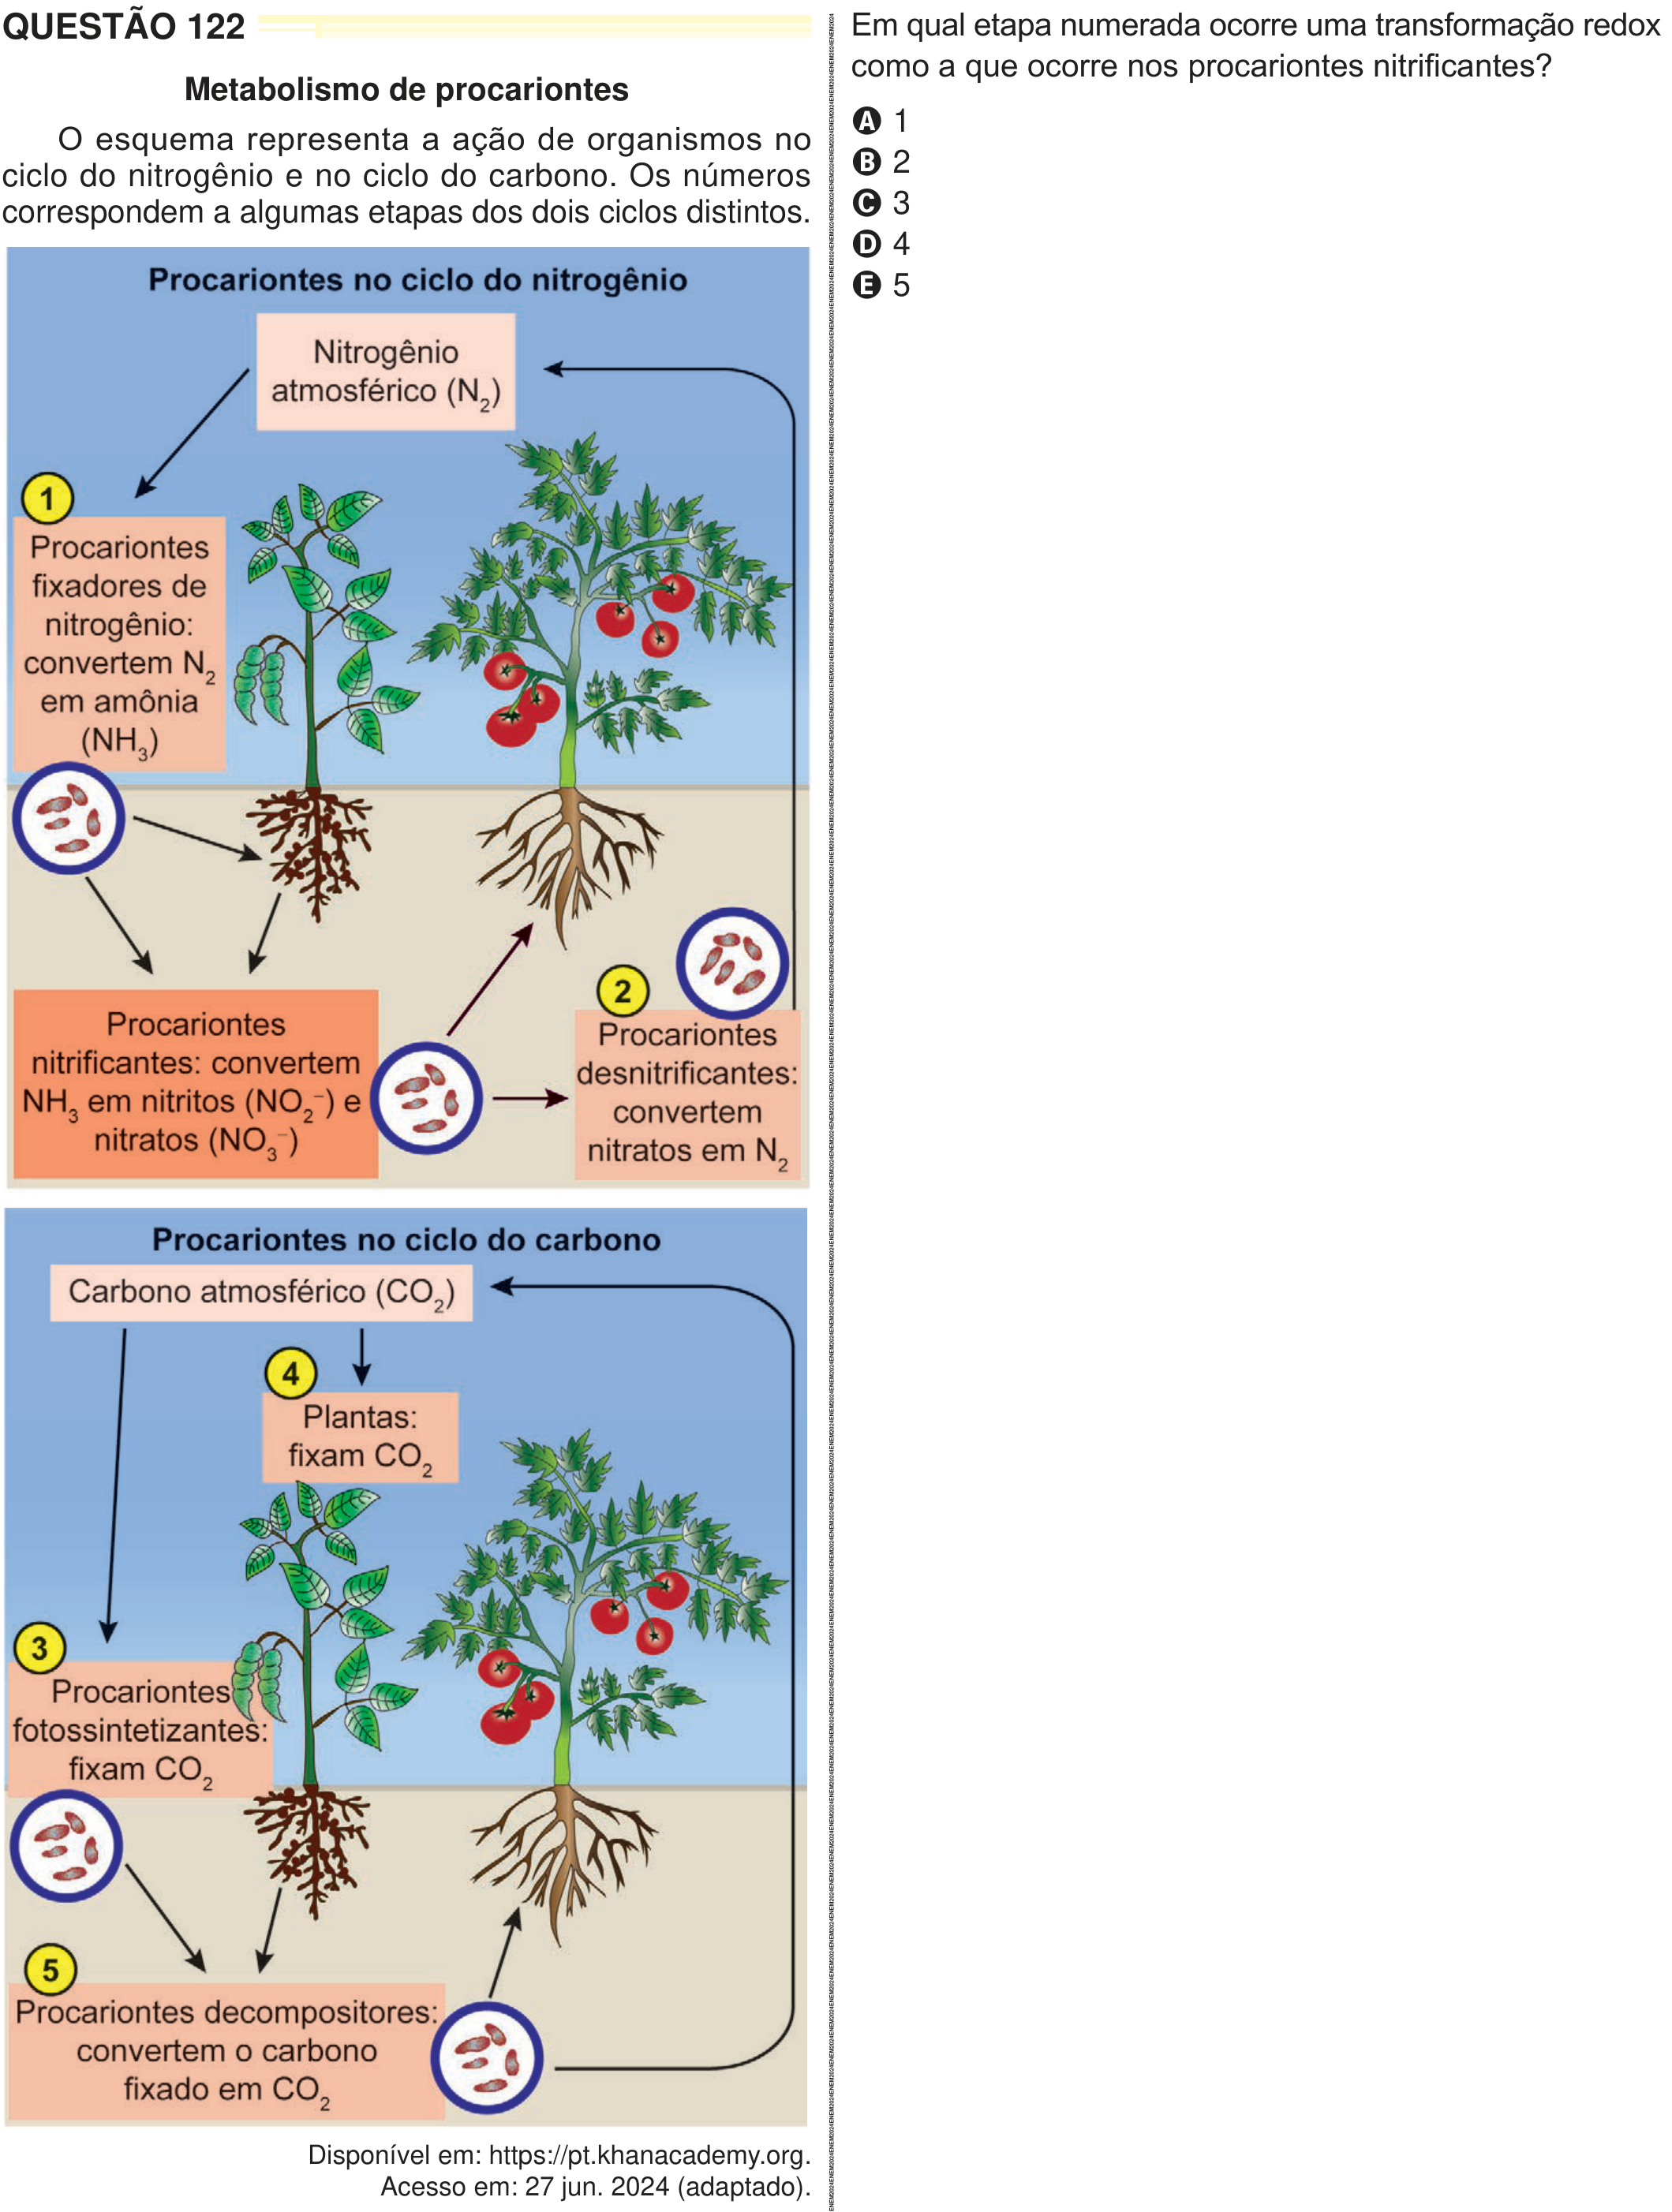 QUESTÃO 122
Metabolismo de procariontes
O esquema representa a ação de organismos no
ciclo do nitrogênio e no ciclo do carbono. Os números
correspondem a algumas etapas dos dois ciclos distintos.
Procariontes no ciclo do nitrogênio
Nitrogênio
atmosférico (N₂)
1
Procariontes
fixadores de
nitrogênio:
convertem N₂
em amônia
(NH₃)
Procariontes
nitrificantes: convertem
NH₃ em nitritos (NO₂⁻) e
nitratos (NO₃⁻)
2
Procariontes
desnitrificantes:
convertem
nitratos em N₂
Procariontes no ciclo do carbono
Carbono atmosférico (CO₂)
4
Plantas:
fixam CO₂
3
Procariontes
fotossintetizantes:
fixam CO₂
5
Procariontes decompositores:
convertem o carbono
fixado em CO₂
Disponível em: https://pt.khanacademy.org.
Acesso em: 27 jun. 2024 (adaptado).
Em qual etapa numerada ocorre uma transformação redox
como a que ocorre nos procariontes nitrificantes?
A 1
B 2
C 3
D 4
E 5